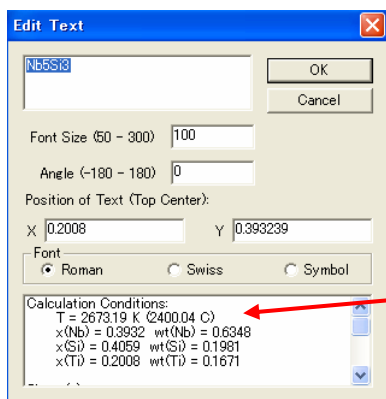 Edit Text
Nb5Si3
OK
Cancel
Font Size (50 - 300) 100
Angle (-180 - 180) 0
Position of Text (Top Center):
X 0.2008 Y 0.393239
Font
Roman Swiss Symbol
Calculation Conditions:
T = 2673.19 K (2400.04 C)
x(Nb) = 0.3932 wt(Nb) = 0.6348
x(Si) = 0.4059 wt(Si) = 0.1981
x(Ti) = 0.2008 wt(Ti) = 0.1671